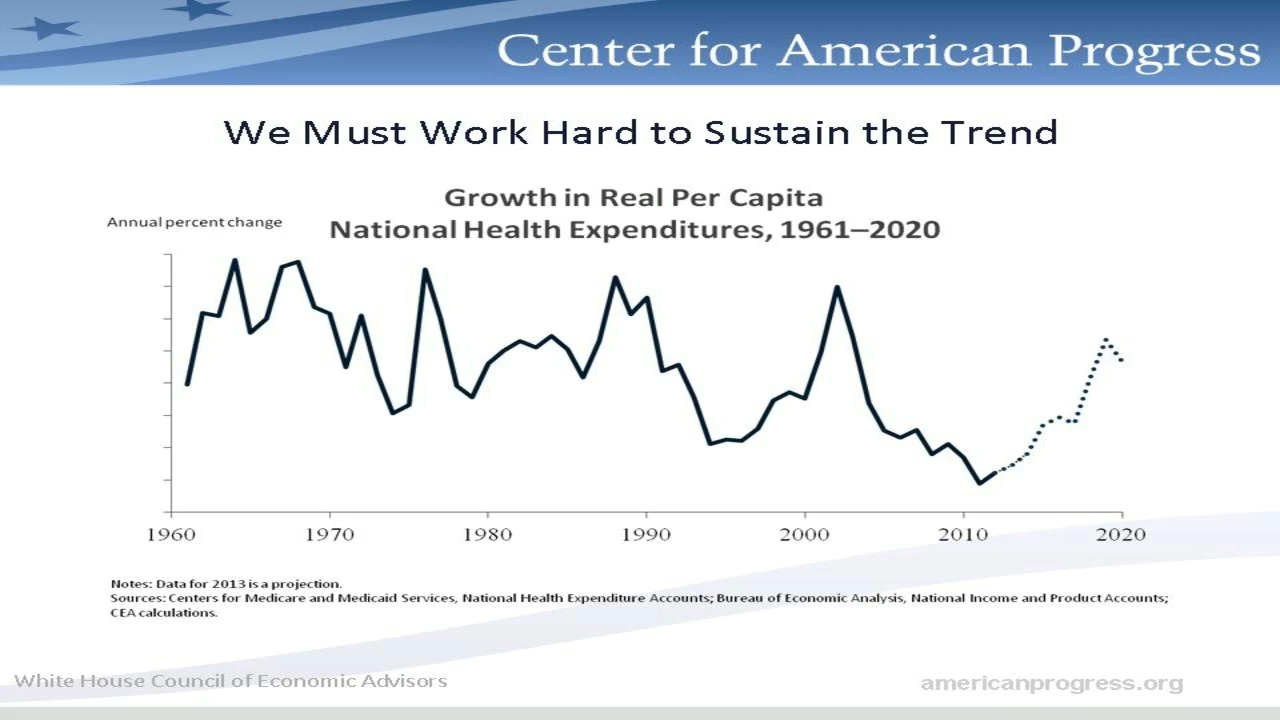 Center for American Progress
We Must Work Hard to Sustain the Trend
Growth in Real Per Capita
Annual percent change
National Health Expenditures, 1961–2020
1960 1970 1980 1990 2000 2010 2020
Notes: Data for 2013 is a projection.
Sources: Centers for Medicare and Medicaid Services, National Health Expenditure Accounts; Bureau of Economic Analysis, National Income and Product Accounts;
CEA calculations.
White House Council of Economic Advisors
americanprogress.org